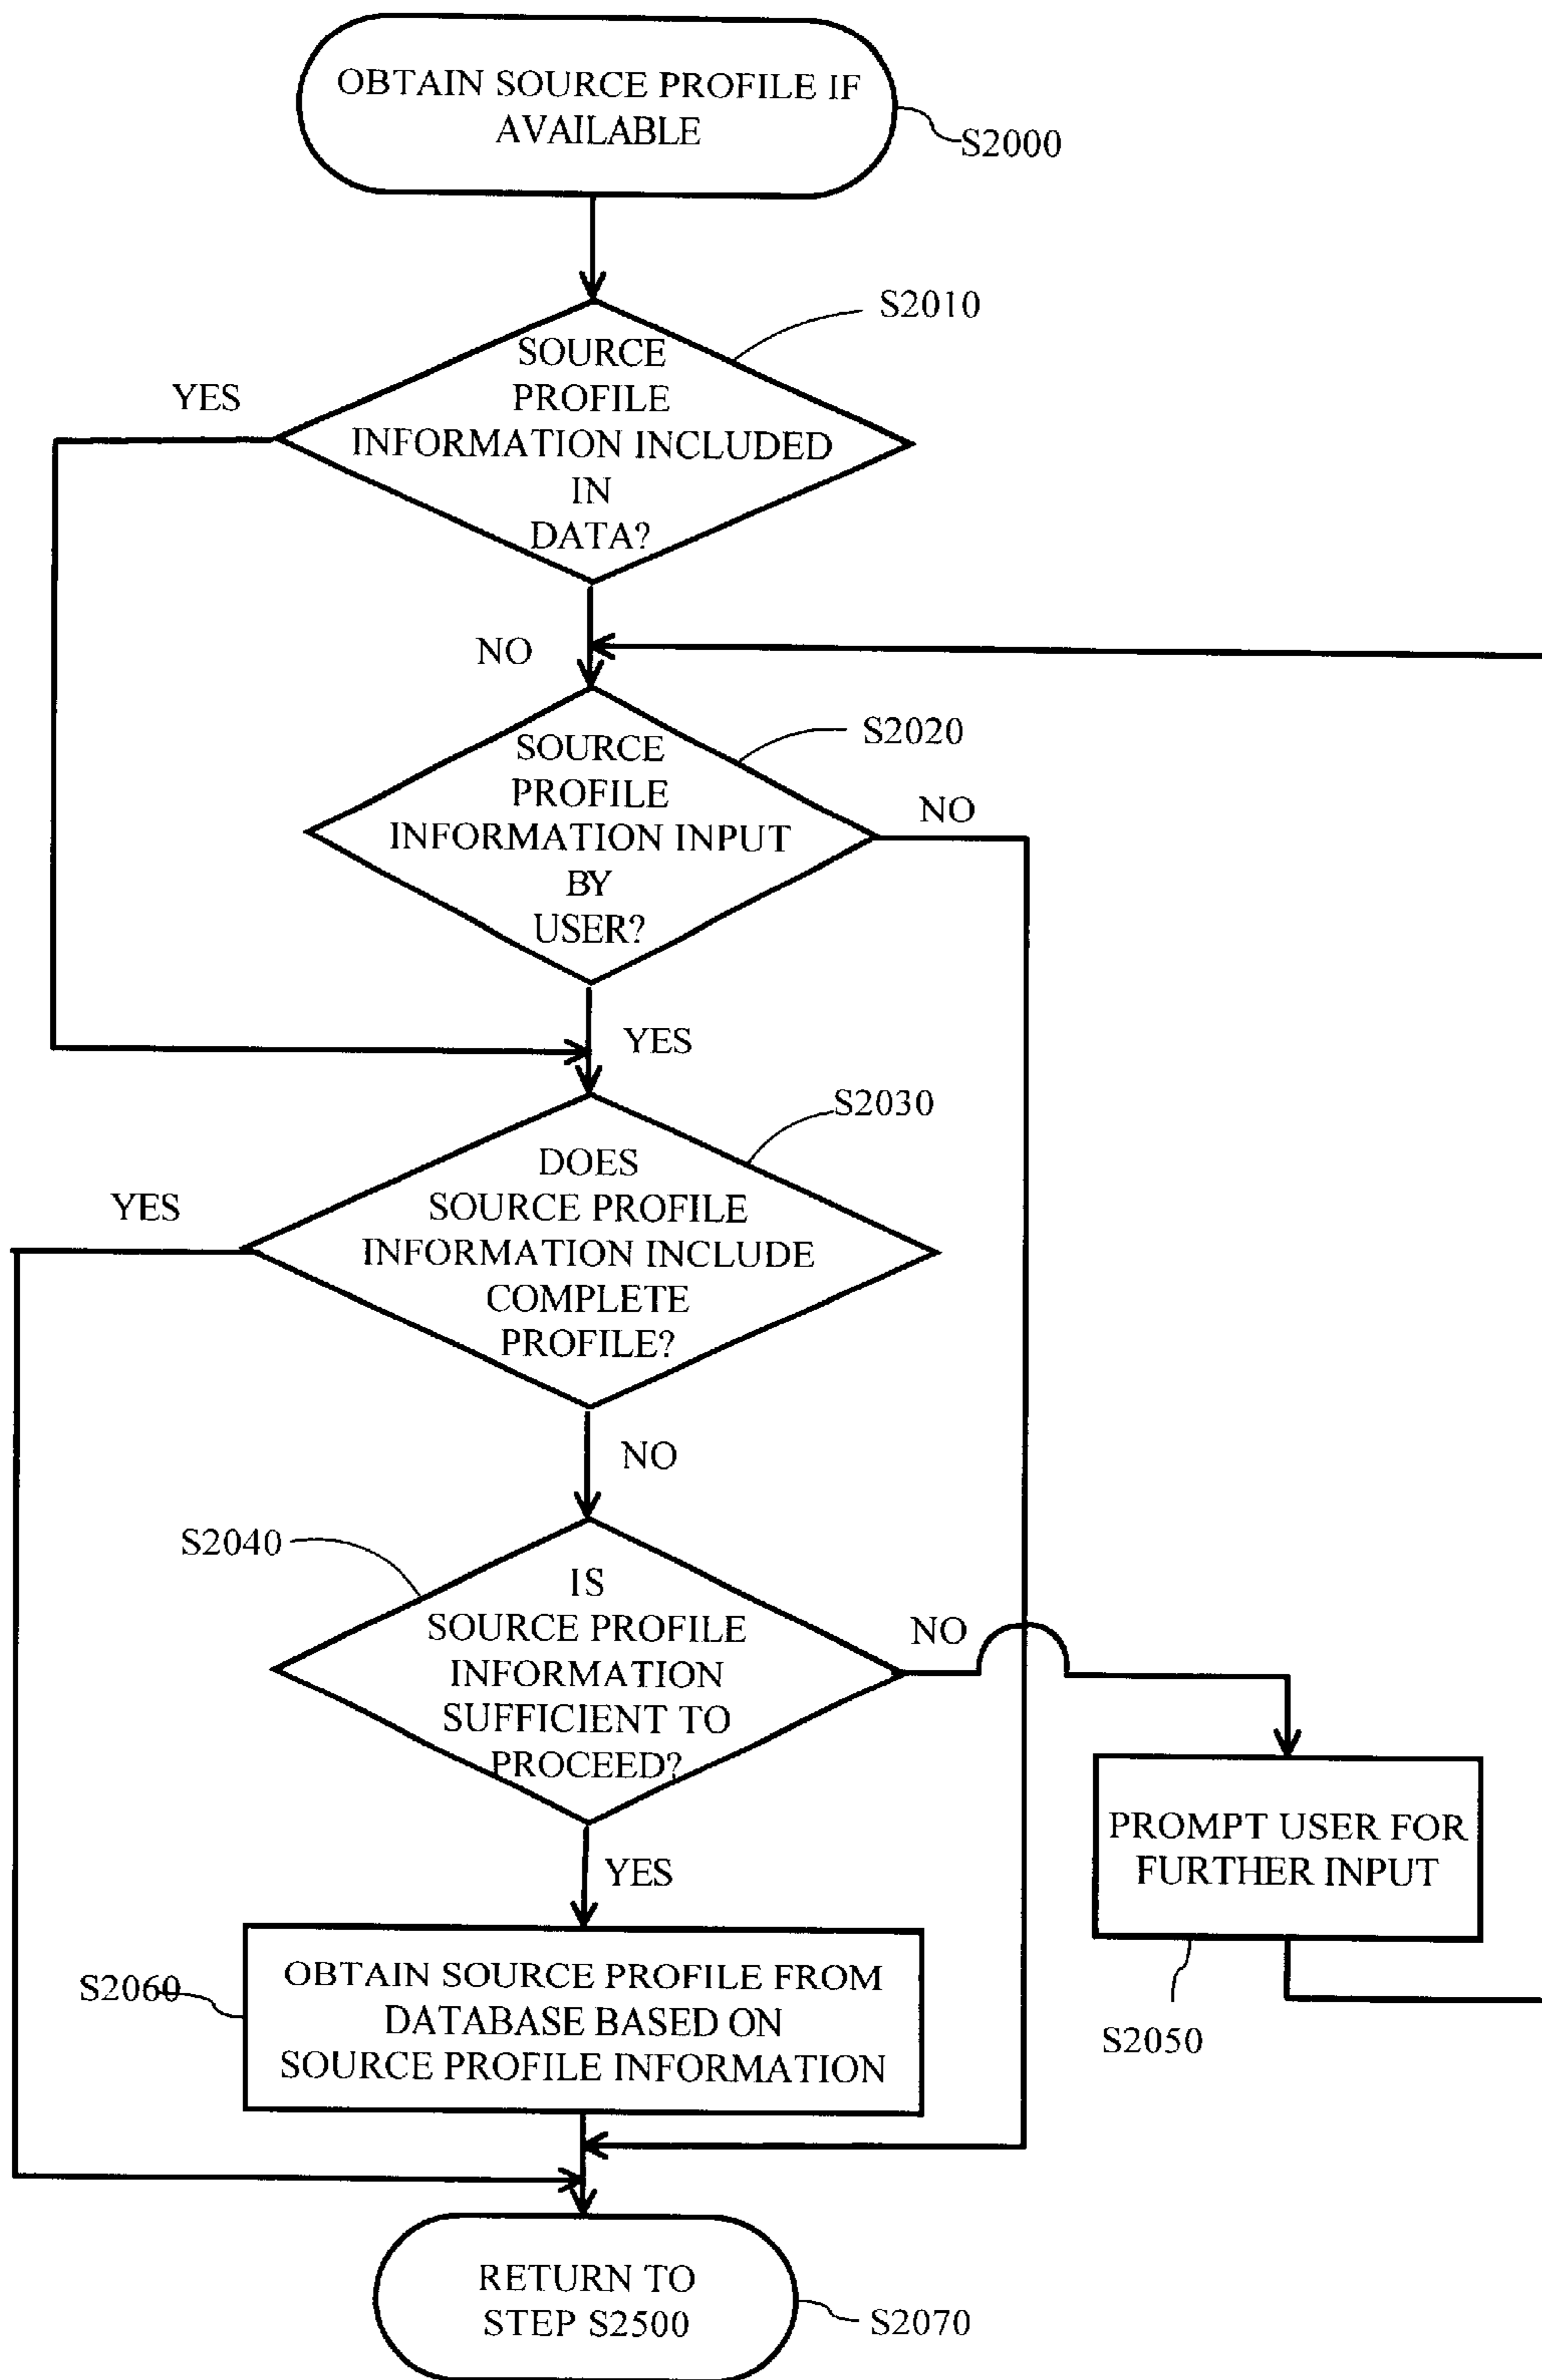 OBTAIN SOURCE PROFILE IF
AVAILABLE
S2000
S2010
SOURCE
PROFILE
INFORMATION INCLUDED
IN
DATA?
YES
NO
S2020
SOURCE
PROFILE
INFORMATION INPUT
BY
USER?
NO
YES
S2030
DOES
SOURCE PROFILE
INFORMATION INCLUDE
COMPLETE
PROFILE?
YES
NO
S2040
IS
SOURCE PROFILE
INFORMATION
SUFFICIENT TO
PROCEED?
NO
YES
PROMPT USER FOR
FURTHER INPUT
S2050
S2060
OBTAIN SOURCE PROFILE FROM
DATABASE BASED ON
SOURCE PROFILE INFORMATION
RETURN TO
STEP S2500
S2070